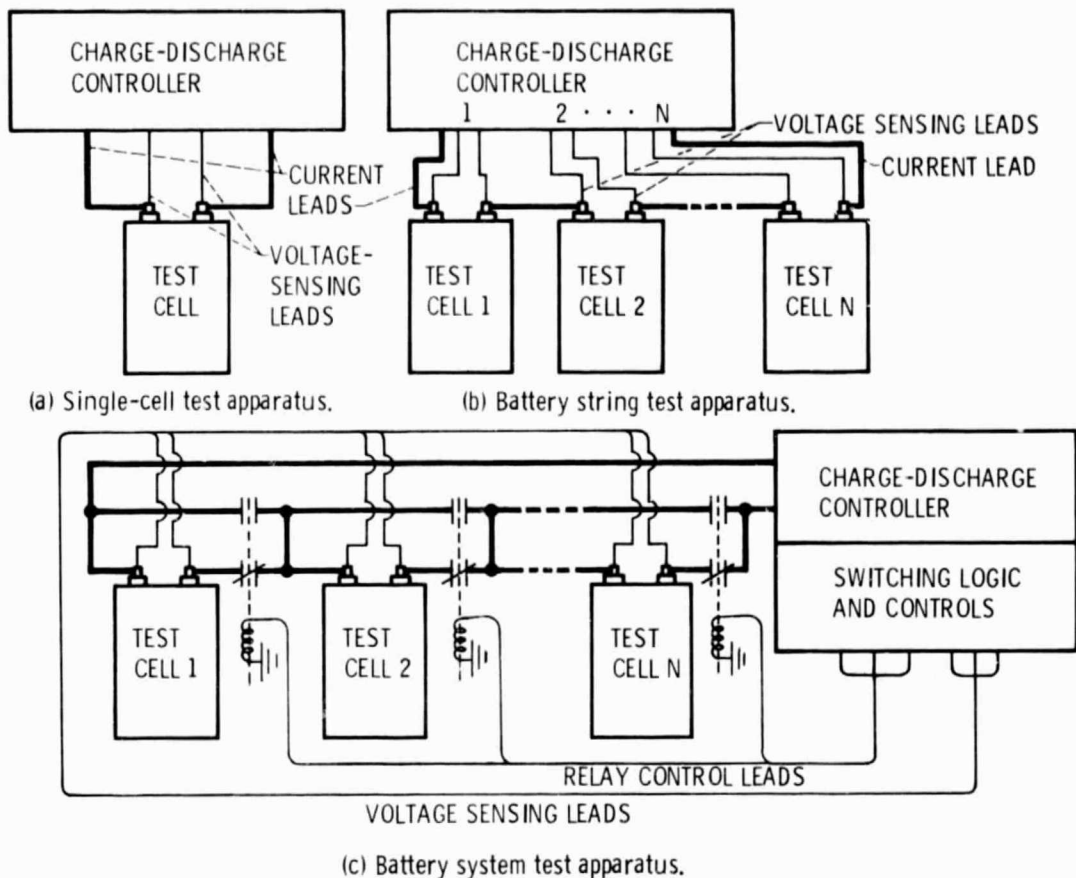 CHARGE-DISCHARGE
CONTROLLER
CURRENT
LEADS
VOLTAGE-
SENSING
LEADS
TEST
CELL
(a) Single-cell test apparatus.
CHARGE-DISCHARGE
CONTROLLER
1 2 · · · N
VOLTAGE SENSING LEADS
CURRENT LEAD
TEST
CELL 1
TEST
CELL 2
TEST
CELL N
(b) Battery string test apparatus.
CHARGE-DISCHARGE
CONTROLLER
SWITCHING LOGIC
AND CONTROLS
TEST
CELL 1
TEST
CELL 2
TEST
CELL N
RELAY CONTROL LEADS
VOLTAGE SENSING LEADS
(c) Battery system test apparatus.